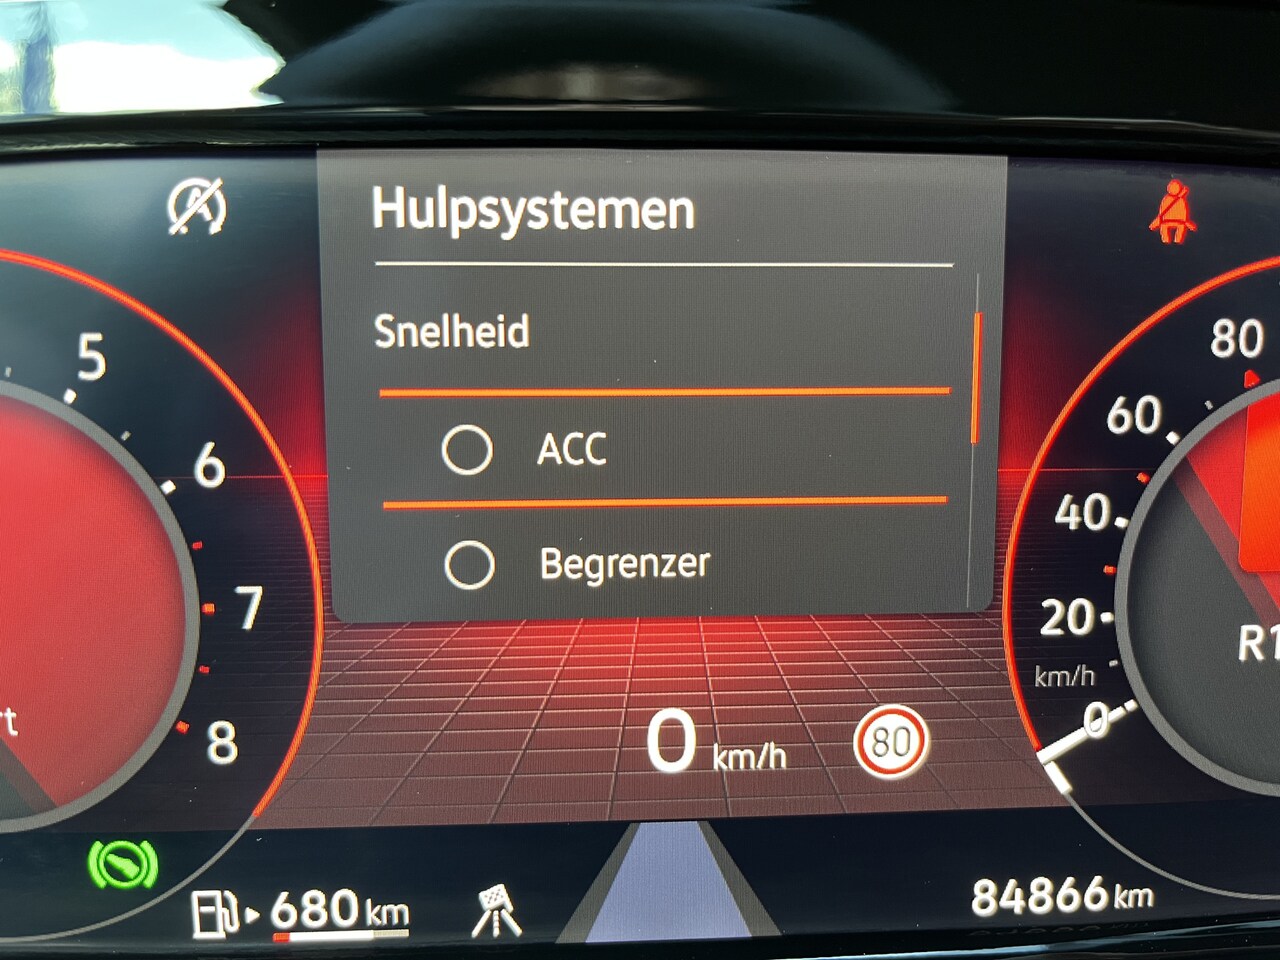 Hulpsystemen
Snelheid
ACC
Begrenzer
5
6
7
8
80
60
40
20
km/h
0
0 km/h
80
680 km
84866 km